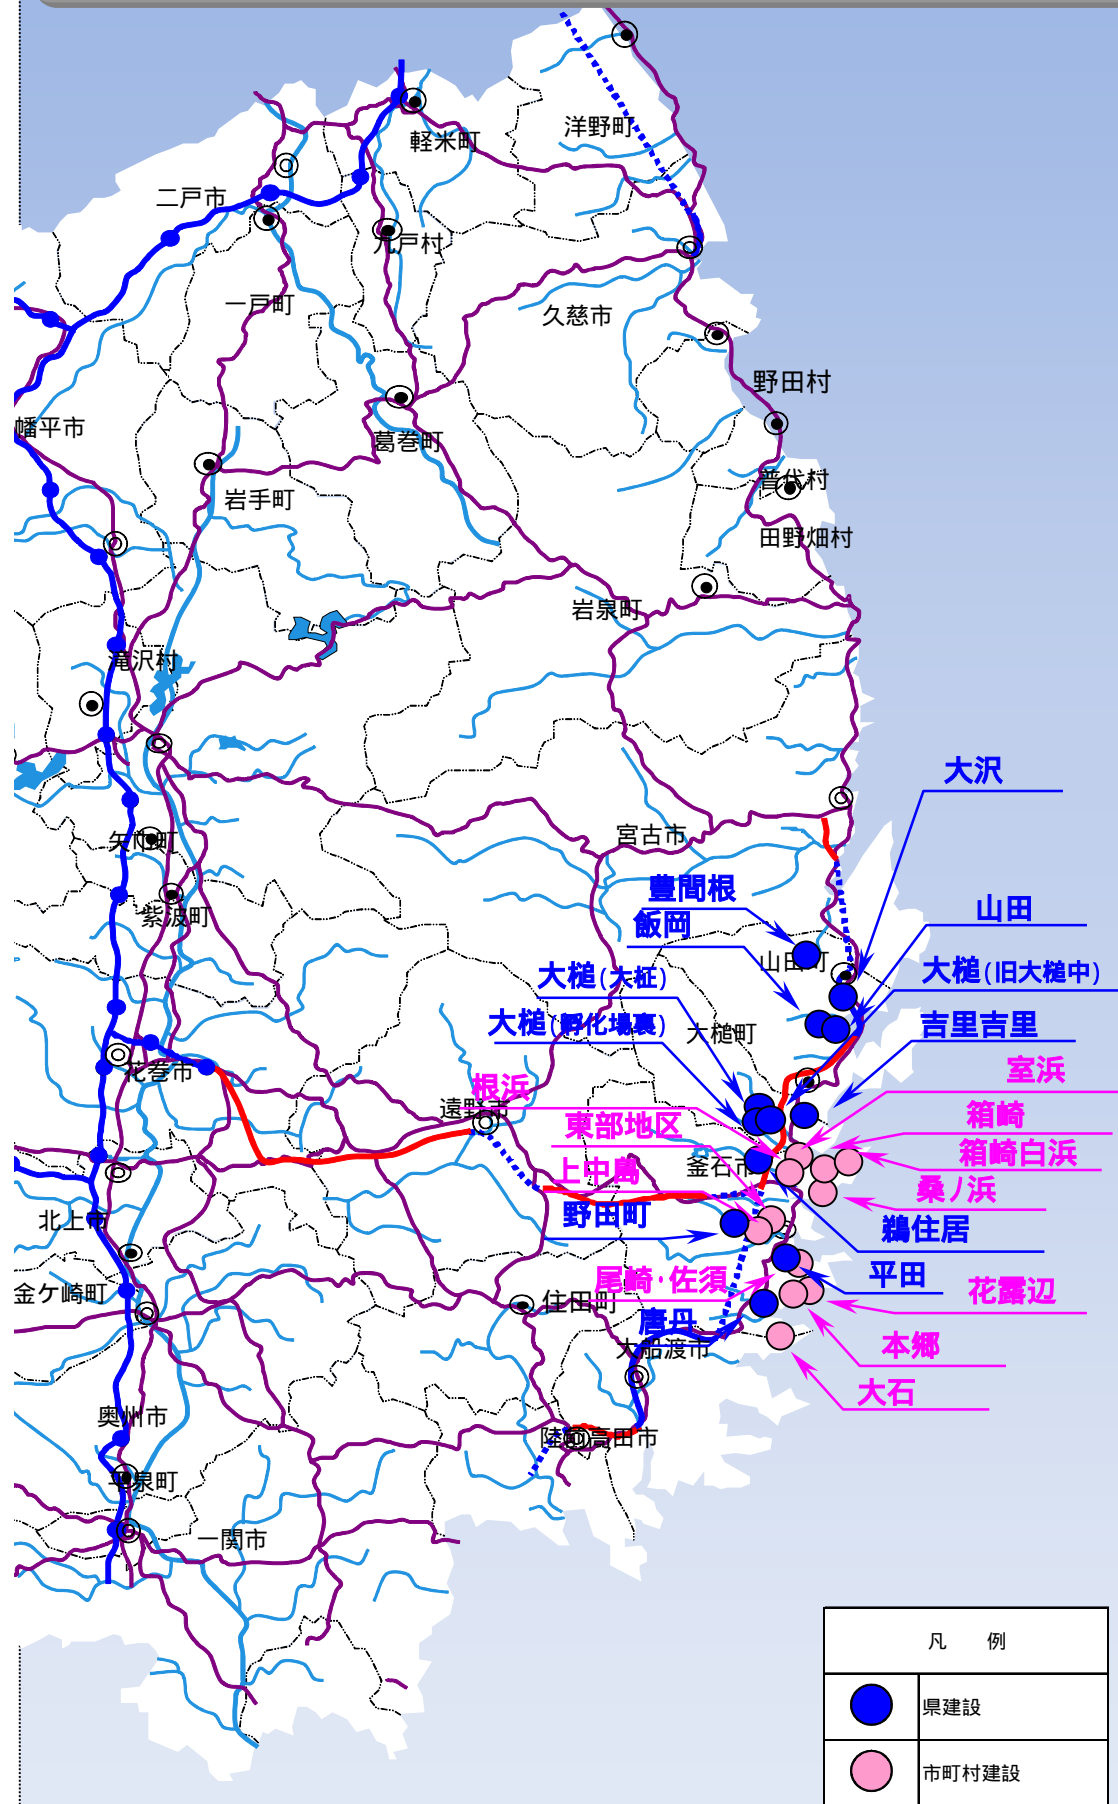 洋野町
軽米町
二戸市
九戸村
一戸町
久慈市
野田村
幡平市
葛巻町
普代村
岩手町
田野畑村
岩泉町
滝沢村
大沢
宮古市
矢巾町
豊間根
紫波町
山田
飯岡
山田町
大槌(大柾)
大槌(旧大槌中)
大槌(孵化場裏)
大槌町
吉里吉里
花巻市
室浜
根浜
遠野市
箱崎
東部地区
箱崎白浜
釜石市
上中島
桑ノ浜
北上市
野田町
鵜住居
平田
尾崎・佐須
金ケ崎町
花露辺
住田町
唐丹
大船渡市
本郷
大石
奥州市
陸前高田市
平泉町
一関市
凡 例
県建設
市町村建設